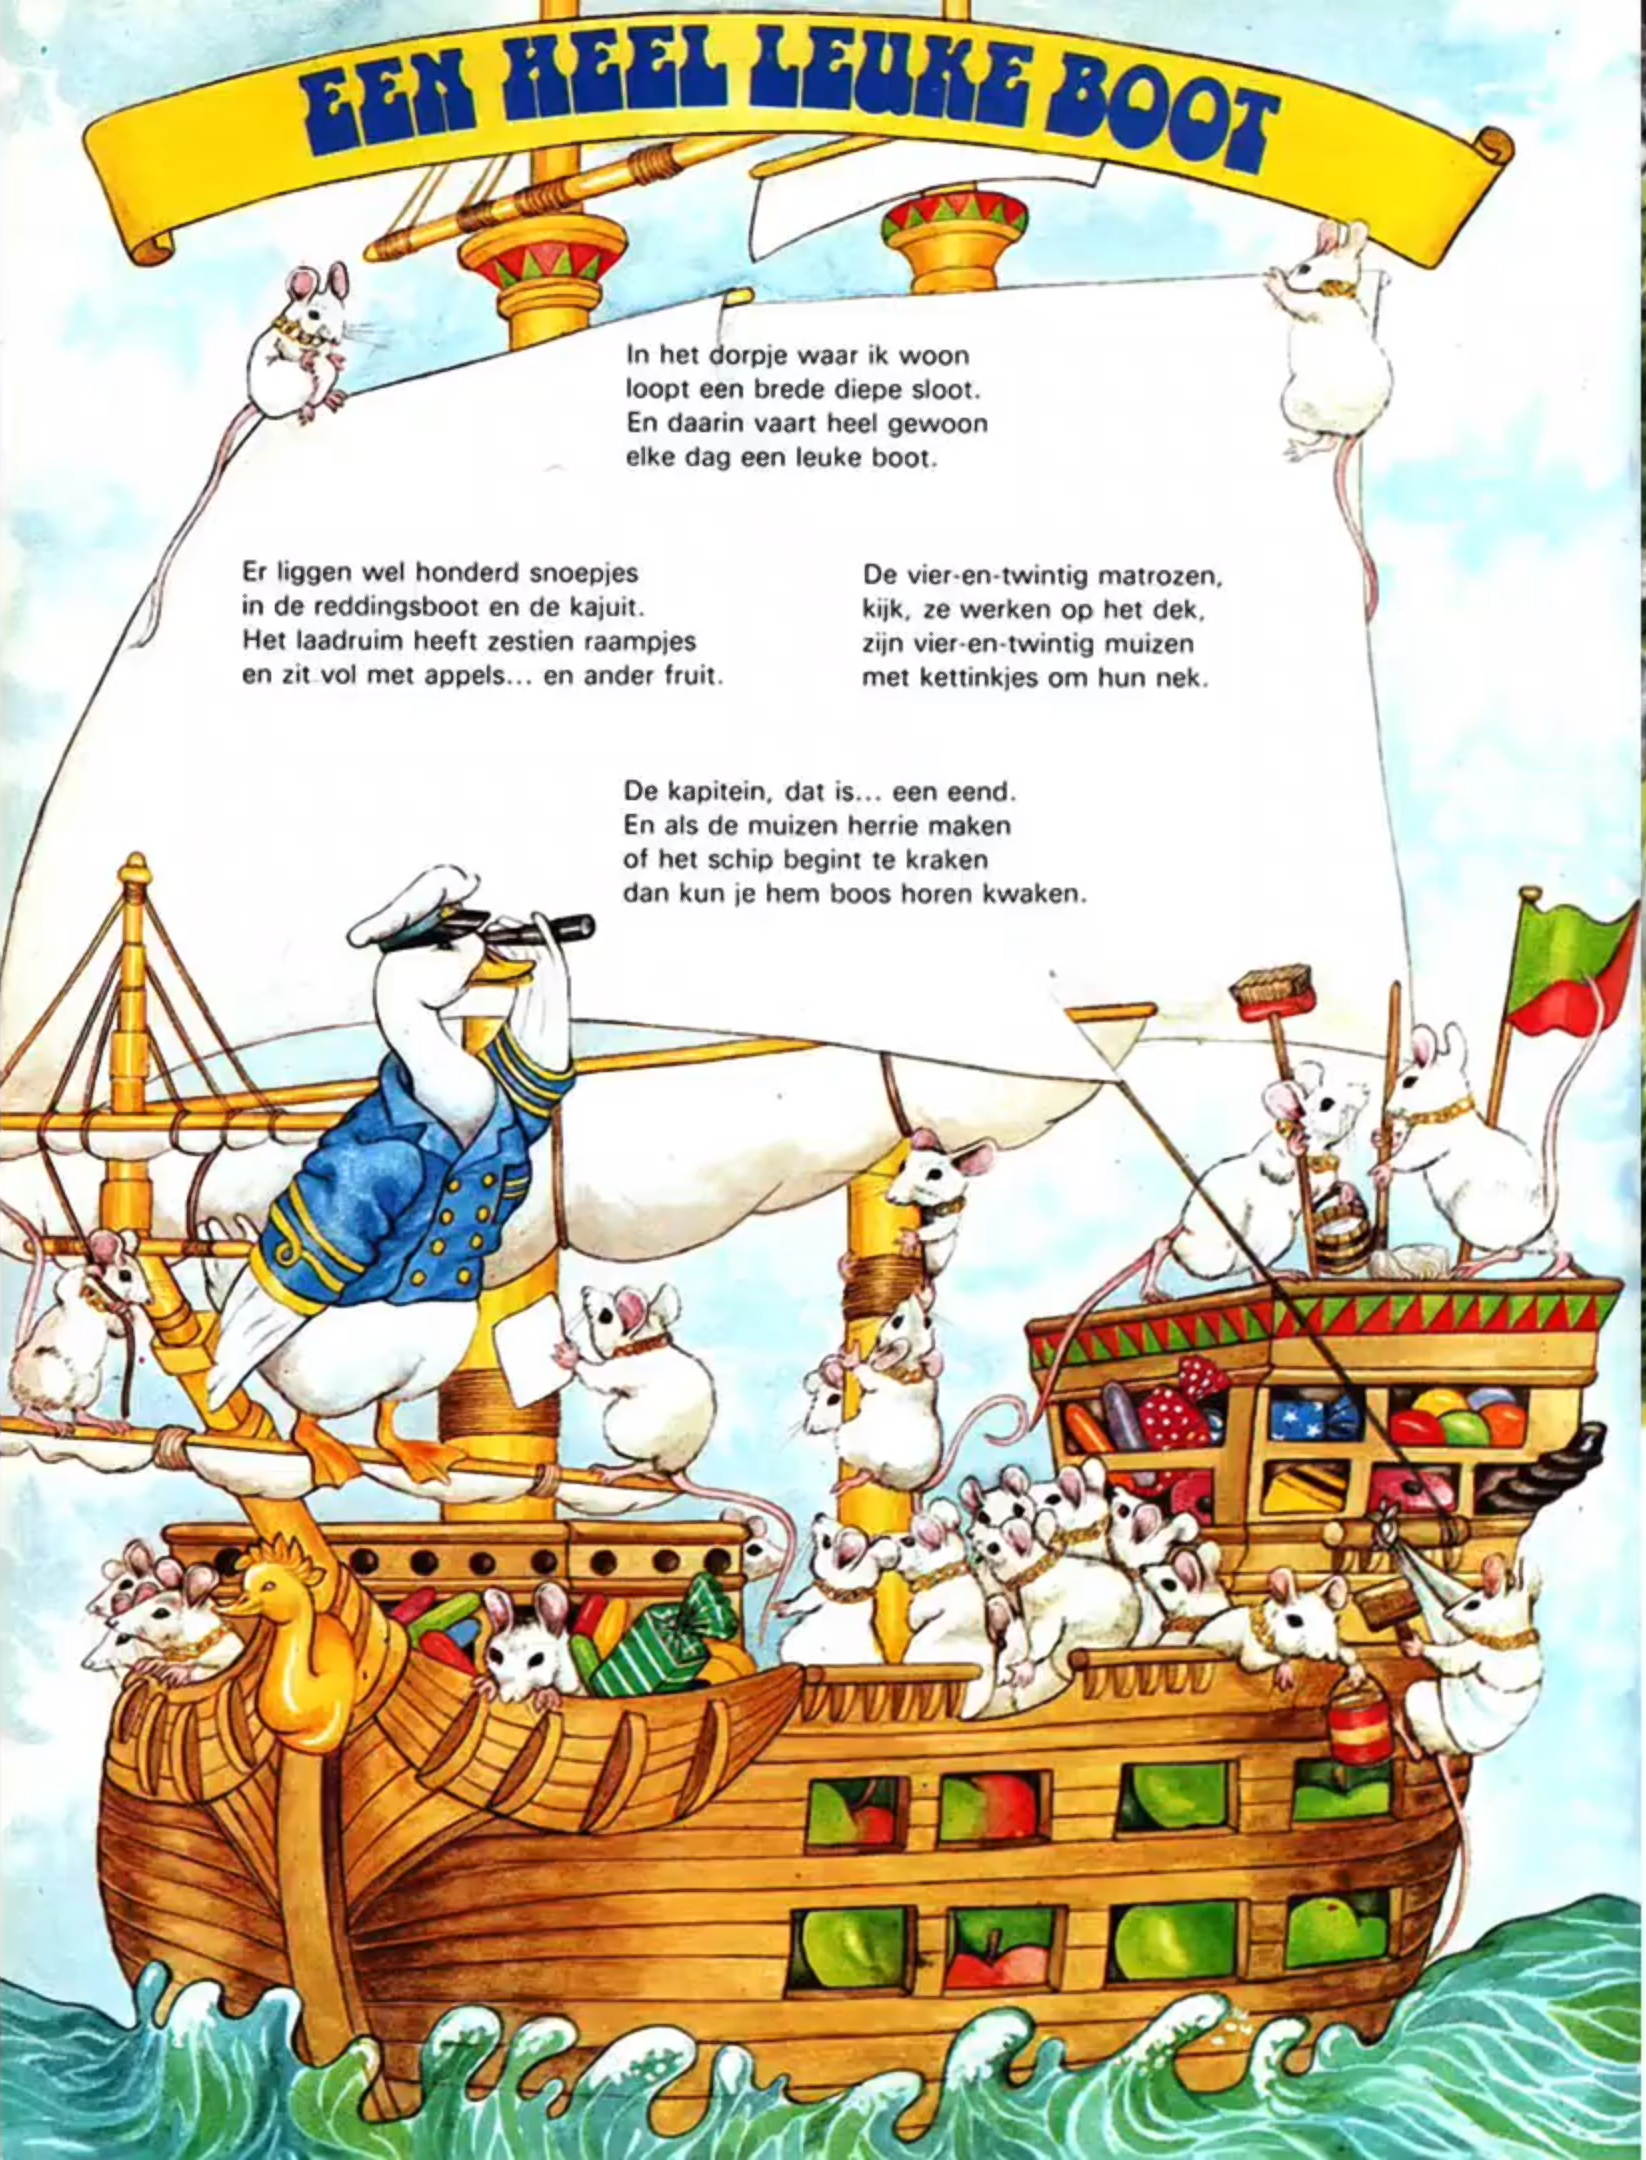 EEN HEEL LEUKE BOOT
In het dorpje waar ik woon
loopt een brede diepe sloot.
En daarin vaart heel gewoon
elke dag een leuke boot.
Er liggen wel honderd snoepjes
in de reddingsboot en de kajuit.
Het laadruim heeft zestien raampjes
en zit vol met appels... en ander fruit.
De vier-en-twintig matrozen,
kijk, ze werken op het dek,
zijn vier-en-twintig muizen
met kettinkjes om hun nek.
De kapitein, dat is... een eend.
En als de muizen herrie maken
of het schip begint te kraken
dan kun je hem boos horen kwaken.